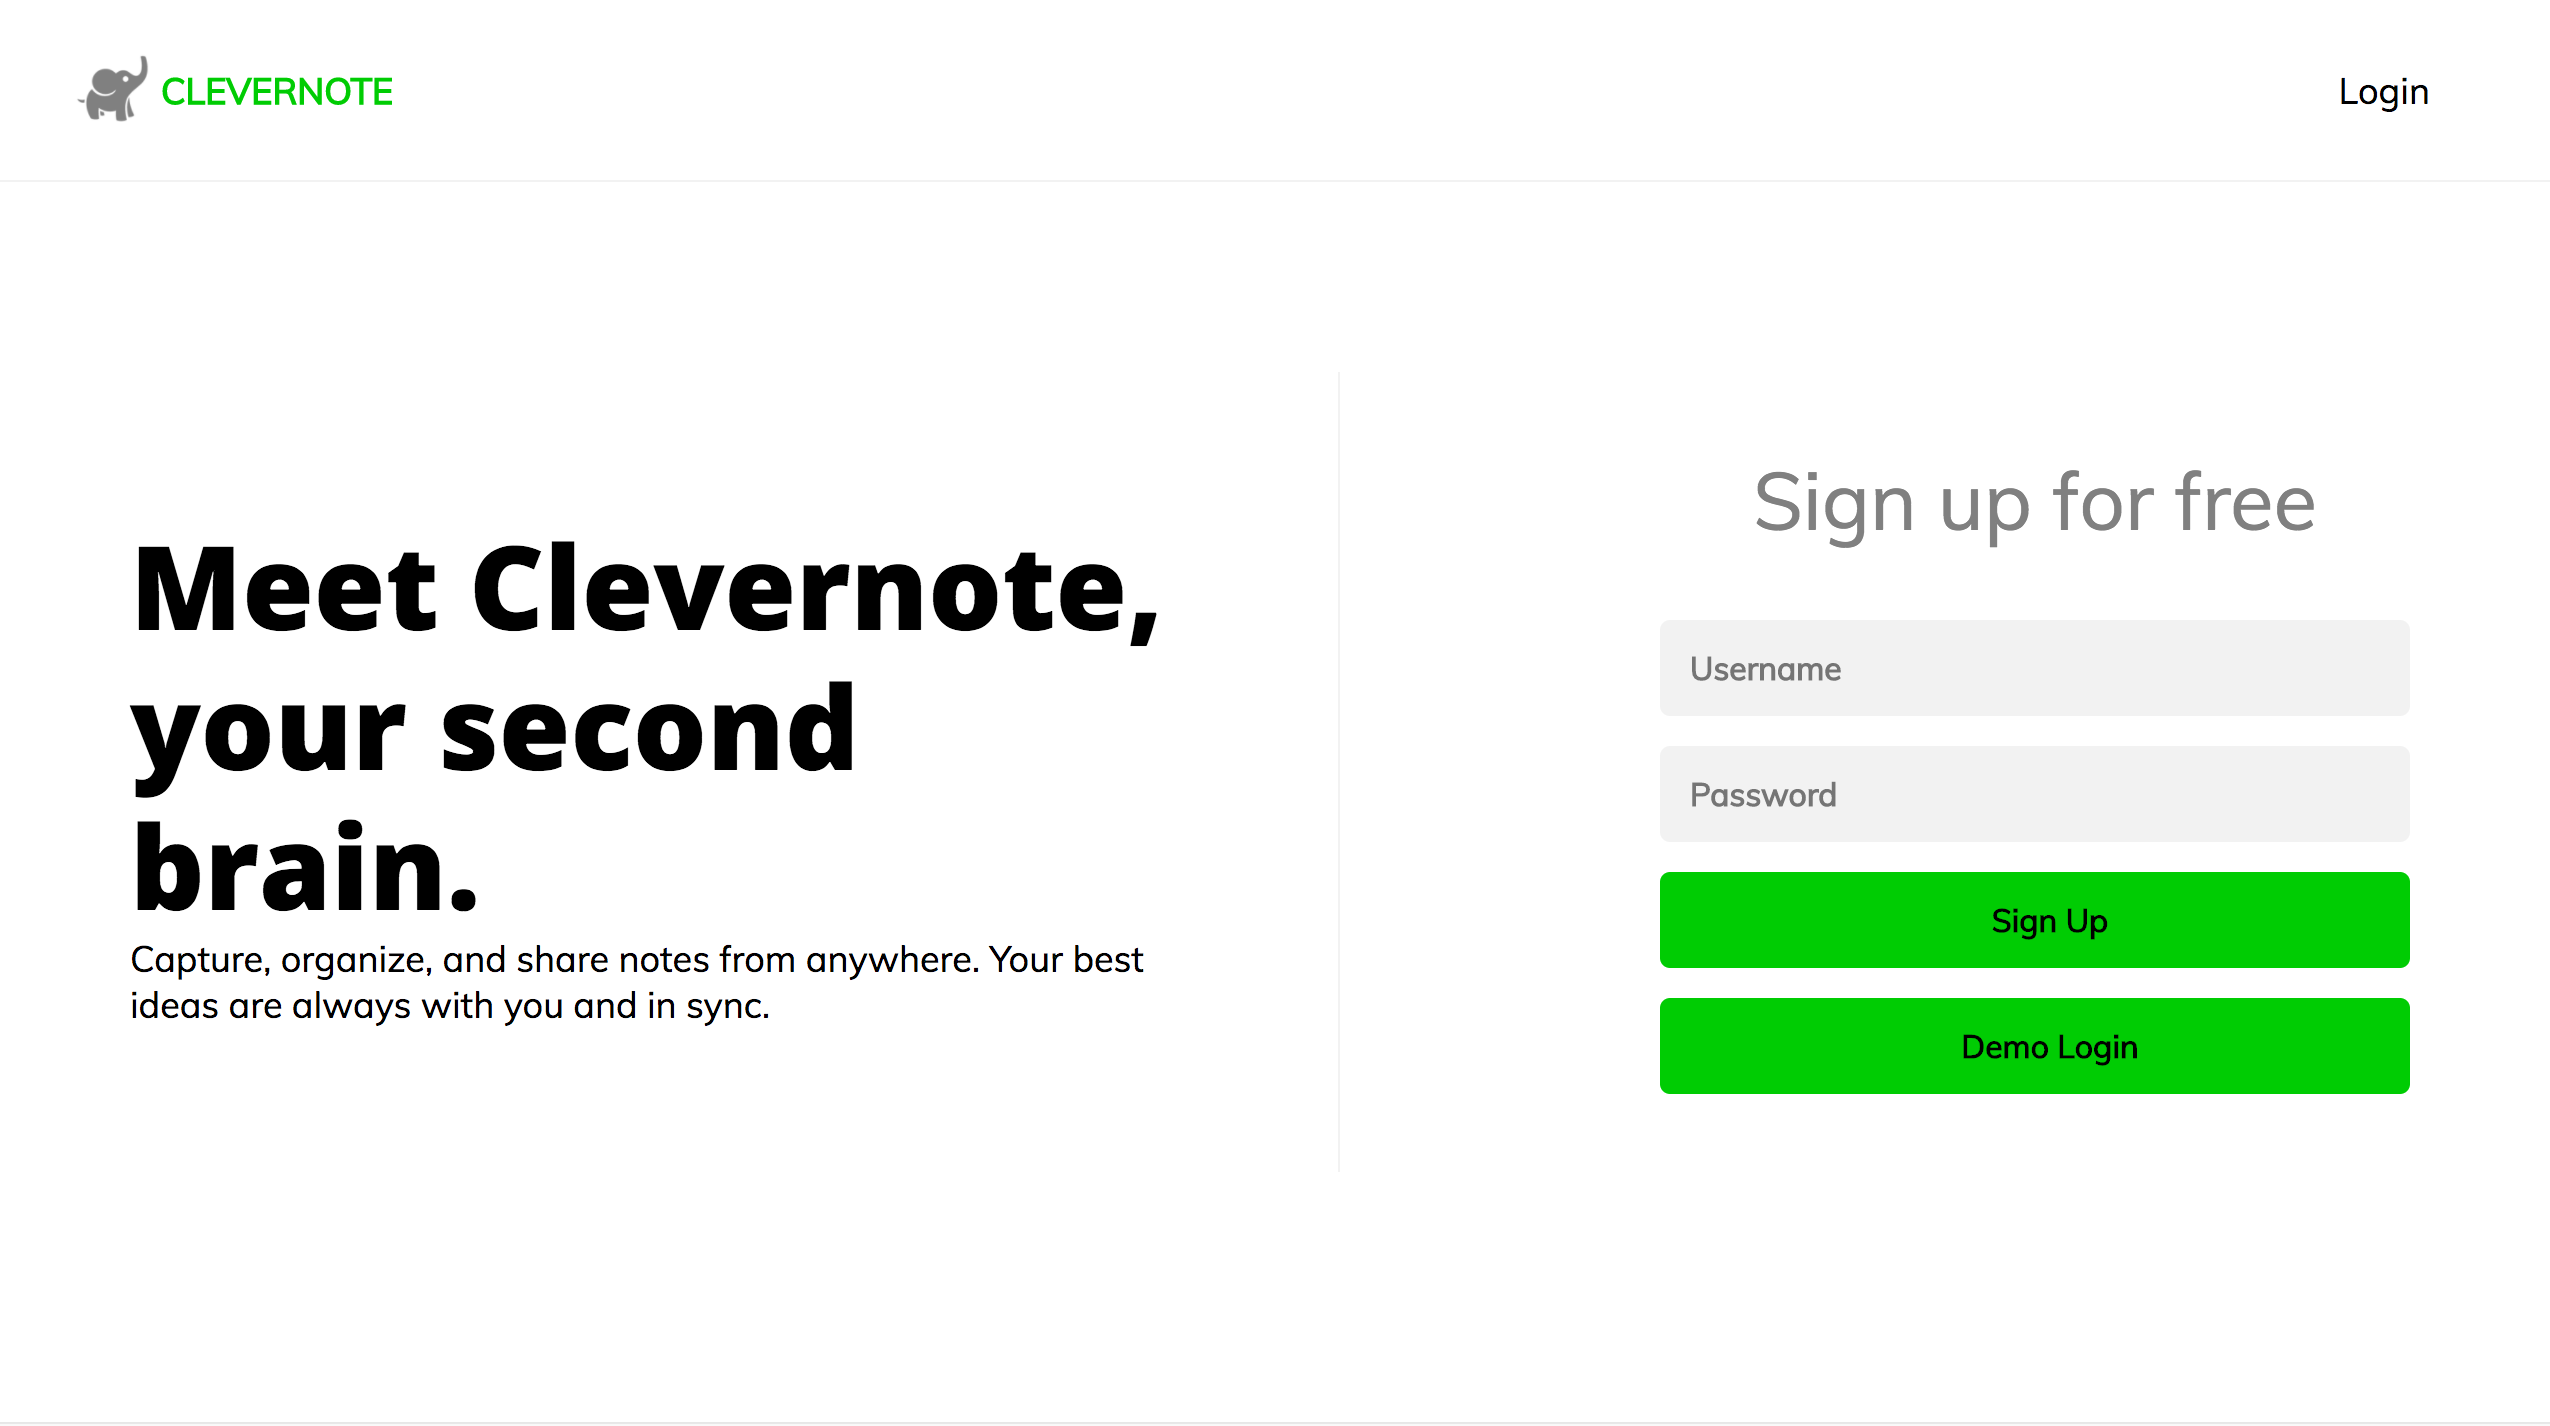 CLEVERNOTE
Login
Meet Clevernote,
your second
brain.
Capture, organize, and share notes from anywhere. Your best
ideas are always with you and in sync.
Sign up for free
Username
Password
Sign Up
Demo Login